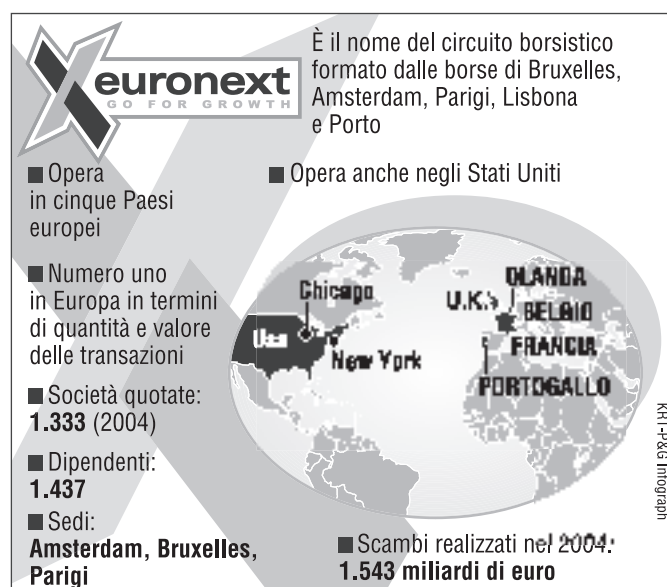 euronext
GO FOR GROWTH
È il nome del circuito borsistico
formato dalle borse di Bruxelles,
Amsterdam, Parigi, Lisbona
e Porto
Opera
in cinque Paesi
europei
Numero uno
in Europa in termini
di quantità e valore
delle transazioni
Società quotate:
1.333 (2004)
Dipendenti:
1.437
Sedi:
Amsterdam, Bruxelles,
Parigi
Opera anche negli Stati Uniti
Chicago
Usa
New York
U.K.
OLANDA
BELGIO
FRANCIA
PORTOGALLO
Scambi realizzati nel 2004:
1.543 miliardi di euro
KRT-P&G Infograph